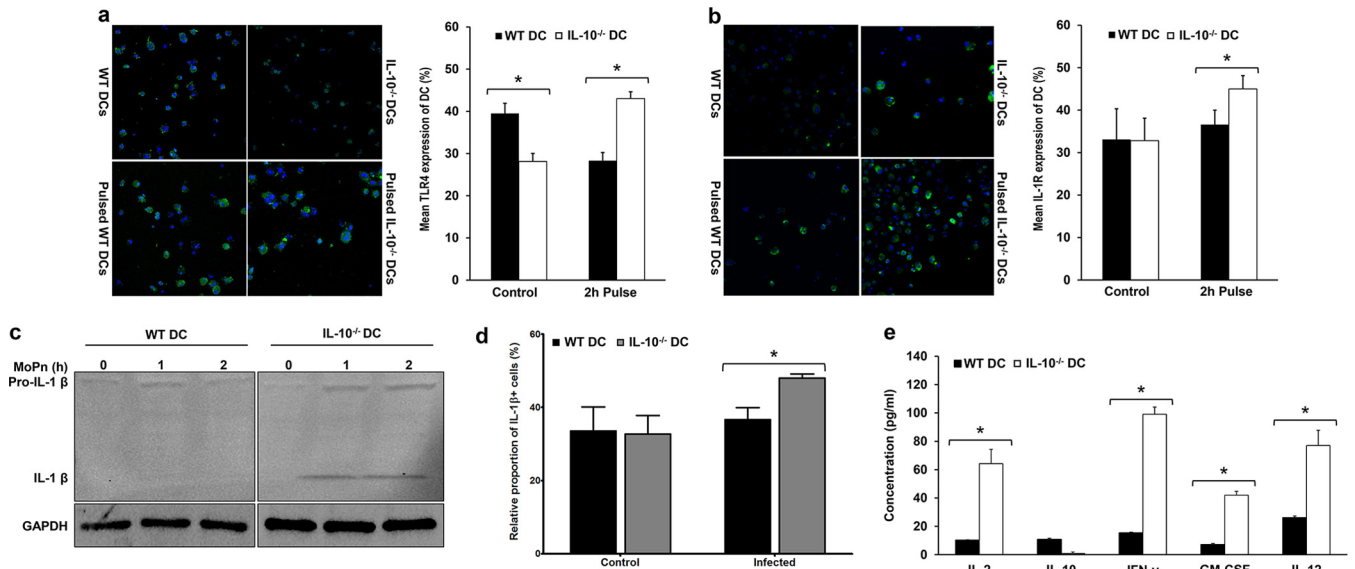 a
WT DCs
IL-10-/- DCs
Pulsed WT DCs
Pulsed IL-10-/- DCs
Mean TLR4 expression of DC (%)
WT DC IL-10-/- DC
60
50
40
30
20
10
0
*
*
Control 2h Pulse
b
WT DCs
IL-10-/- DCs
Pulsed WT DCs
Pulsed IL-10-/- DCs
Mean IL-1R expression of DC (%)
WT DC IL-10-/- DC
60
50
40
30
20
10
0
*
Control 2h Pulse
c
WT DC IL-10-/- DC
MoPn (h) 0 1 2 0 1 2
Pro-IL-1 β
IL-1 β
GAPDH
d
Relative proportion of IL-1β+ cells (%)
WT DC IL-10-/- DC
60
40
20
0
*
Control Infected
e
Concentration (pg/ml)
WT DC IL-10-/- DC
140
120
100
80
60
40
20
0
*
*
*
*